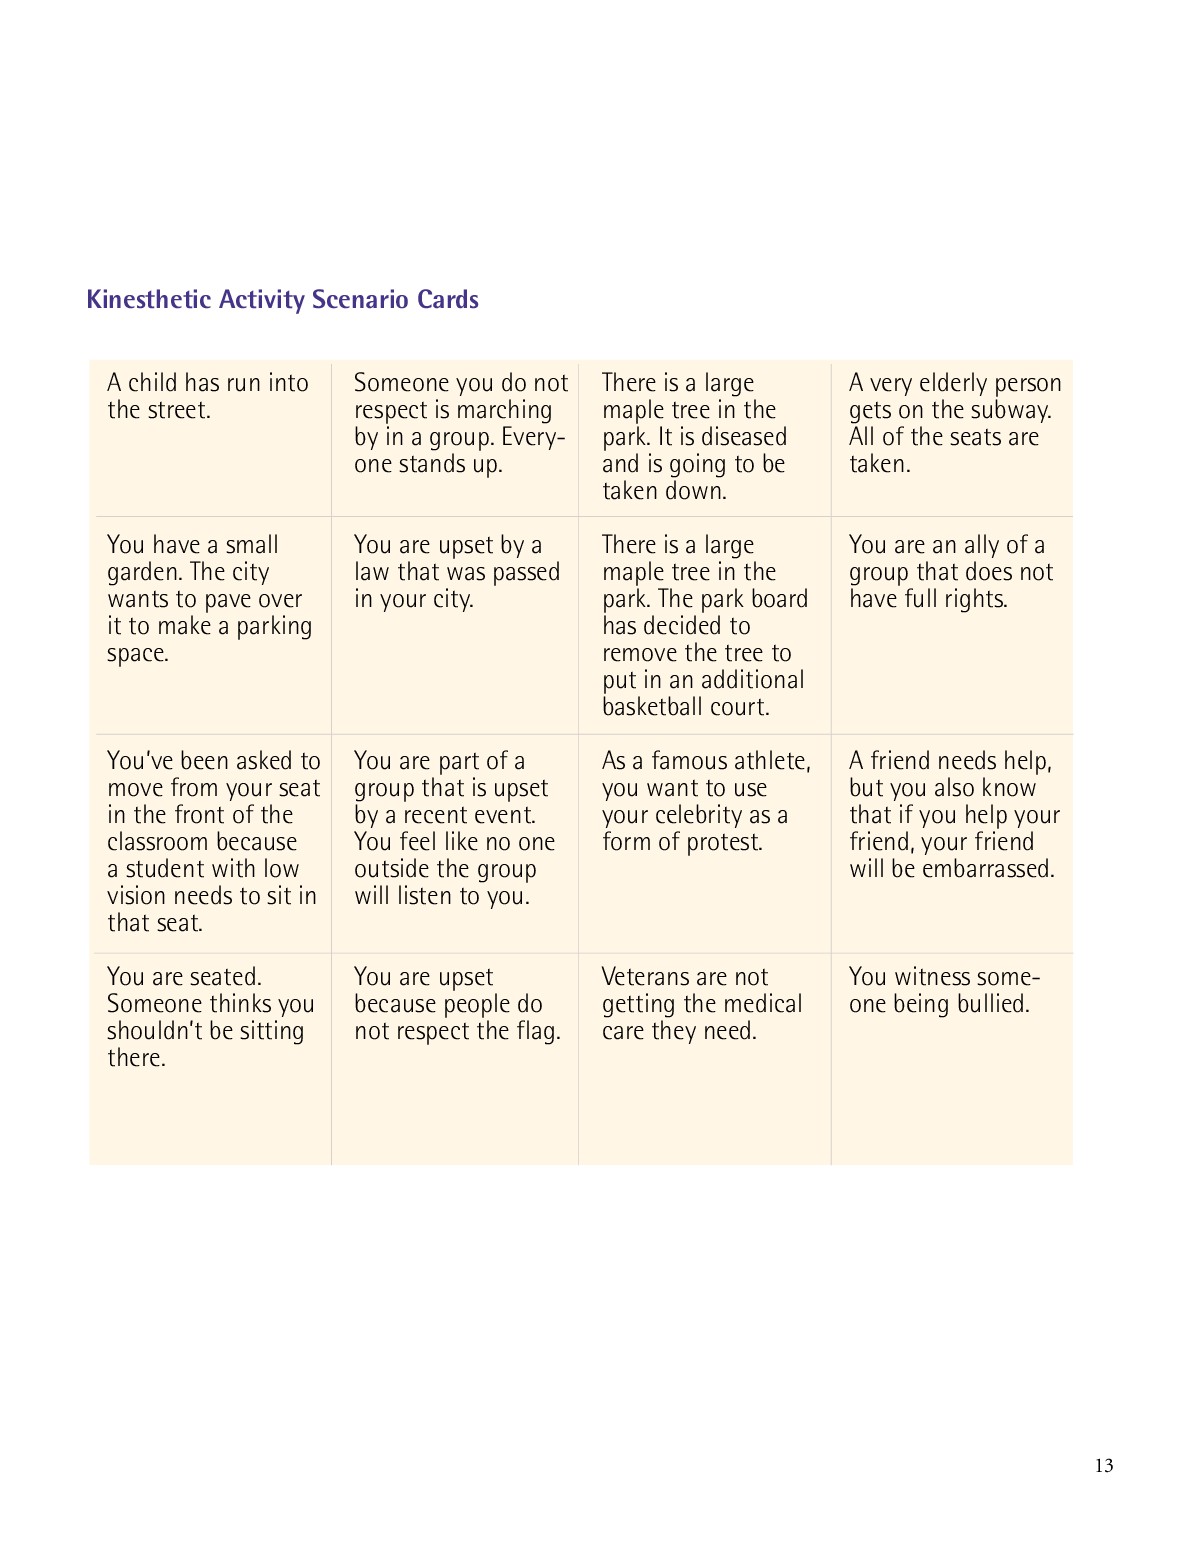 Kinesthetic Activity Scenario Cards
A child has run into
the street.
Someone you do not
respect is marching
by in a group. Every-
one stands up.
There is a large
maple tree in the
park. It is diseased
and is going to be
taken down.
A very elderly person
gets on the subway.
All of the seats are
taken.
You have a small
garden. The city
wants to pave over
it to make a parking
space.
You are upset by a
law that was passed
in your city.
There is a large
maple tree in the
park. The park board
has decided to
remove the tree to
put in an additional
basketball court.
You are an ally of a
group that does not
have full rights.
You've been asked to
move from your seat
in the front of the
classroom because
a student with low
vision needs to sit in
that seat.
You are part of a
group that is upset
by a recent event.
You feel like no one
outside the group
will listen to you.
As a famous athlete,
you want to use
your celebrity as a
form of protest.
A friend needs help,
but you also know
that if you help your
friend, your friend
will be embarrassed.
You are seated.
Someone thinks you
shouldn't be sitting
there.
You are upset
because people do
not respect the flag.
Veterans are not
getting the medical
care they need.
You witness some-
one being bullied.
13